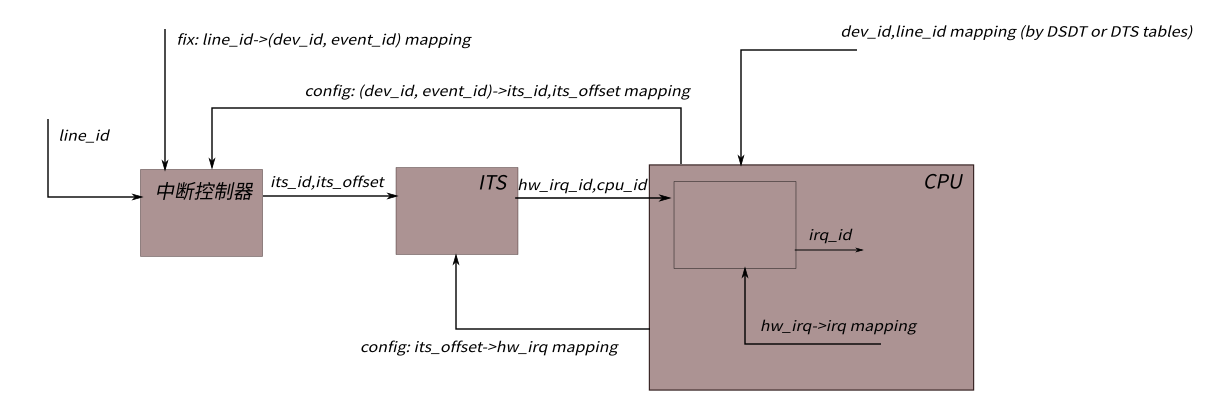 dev_id,line_id mapping (by DSDT or DTS tables)
fix: line_id->(dev_id, event_id) mapping
config: (dev_id, event_id)->its_id,its_offset mapping
line_id
中断控制器
its_id,its_offset
ITS
hw_irq_id,cpu_id
CPU
irq_id
hw_irq->irq mapping
config: its_offset->hw_irq mapping